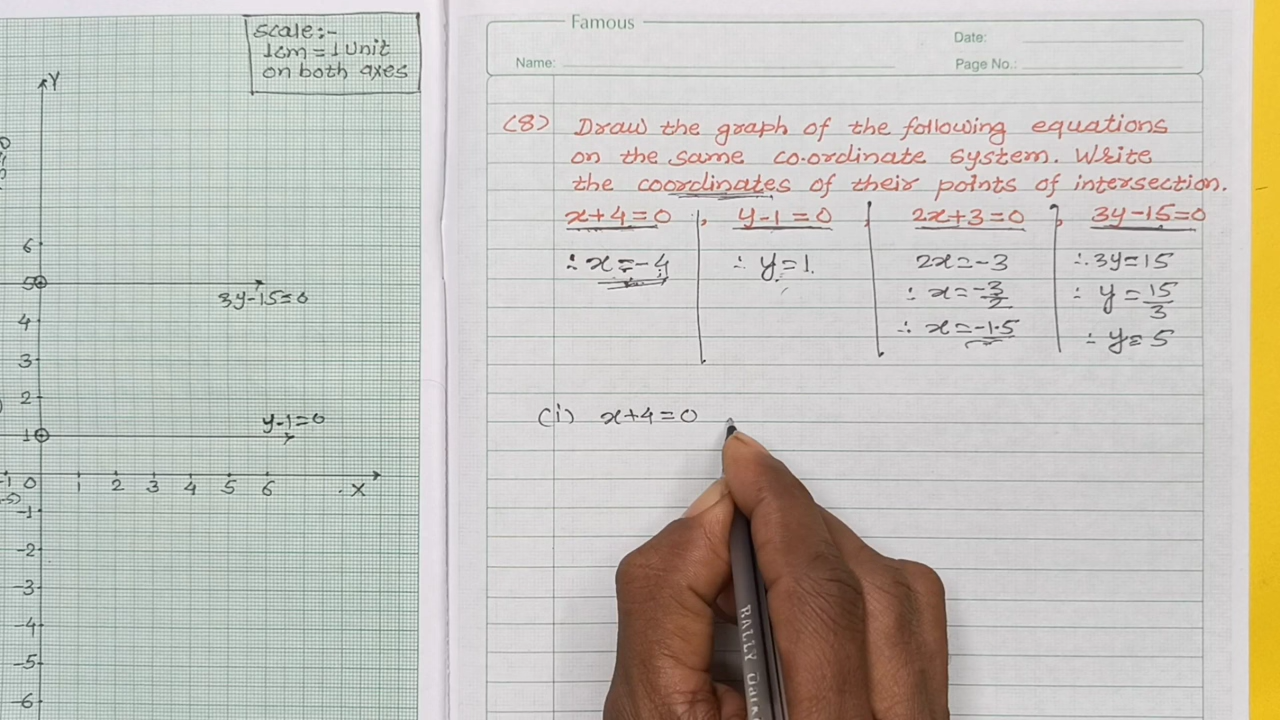 scale:-
1cm = 1 Unit
on both axes
Y
6
5
3y-15=0
4
3
2
y-1=0
1
-1 0 1 2 3 4 5 6 X
-1
-2
-3
-4
-5
-6
Famous
Date:
Name: Page No.:
(8) Draw the graph of the following equations
on the same co-ordinate system. Write
the coordinates of their points of intersection.
x+4=0, y-1=0, 2x+3=0, 3y-15=0
∴ x=-4 ∴ y=1. 2x=-3 ∴3y=15
∴ x=-3/2 ∴ y=15/3
∴ x=-1.5 ∴ y=5
(i) x+4=0